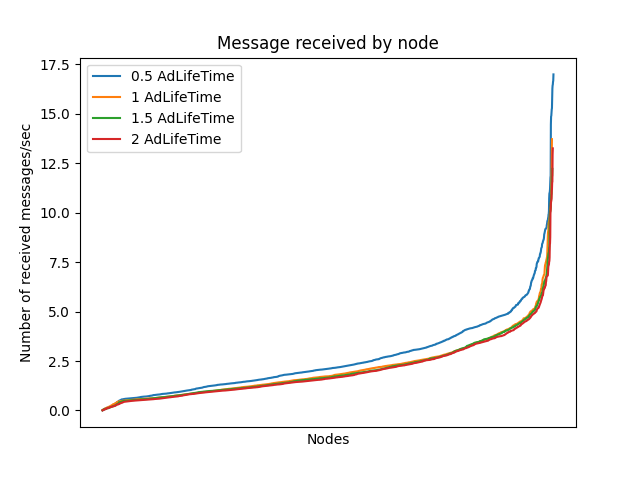 Message received by node
17.5
15.0
12.5
10.0
7.5
5.0
2.5
0.0
Number of received messages/sec
0.5 AdLifeTime
1 AdLifeTime
1.5 AdLifeTime
2 AdLifeTime
Nodes